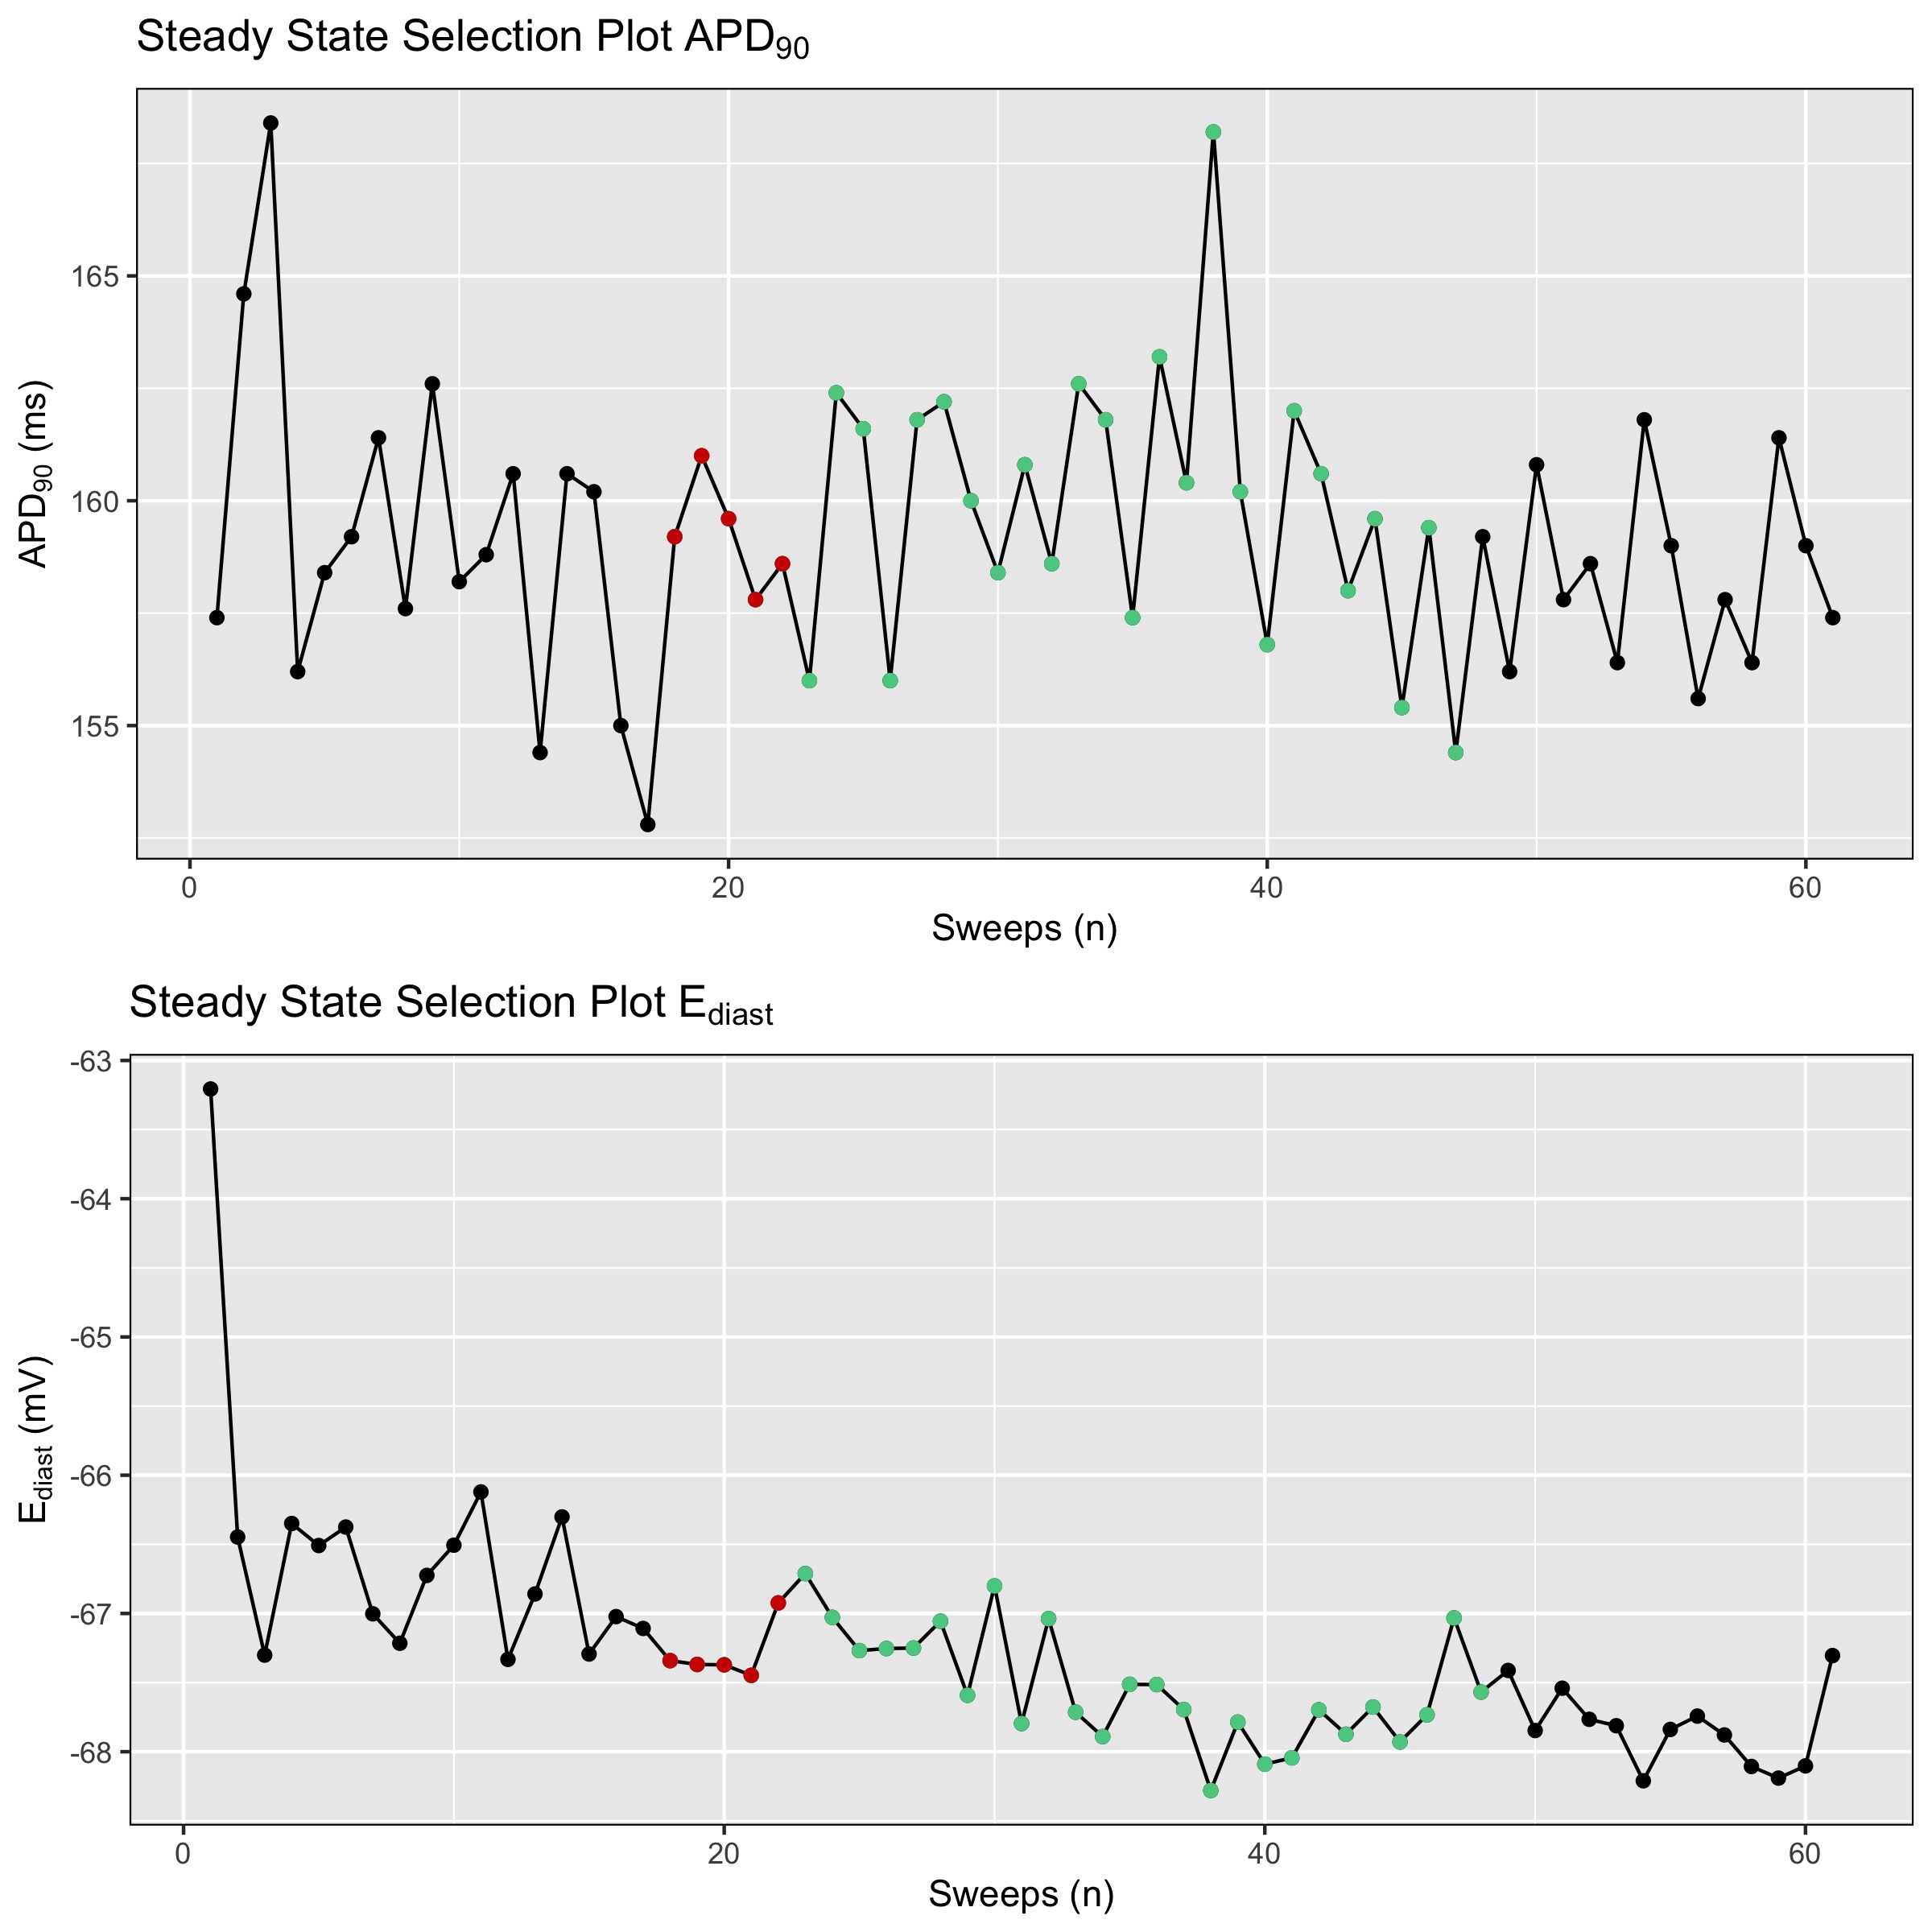 Steady State Selection Plot APD90
165
160
155
APD90 (ms)
0 20 40 60
Sweeps (n)
Steady State Selection Plot Ediast
-63
-64
-65
-66
-67
-68
Ediast (mV)
0 20 40 60
Sweeps (n)